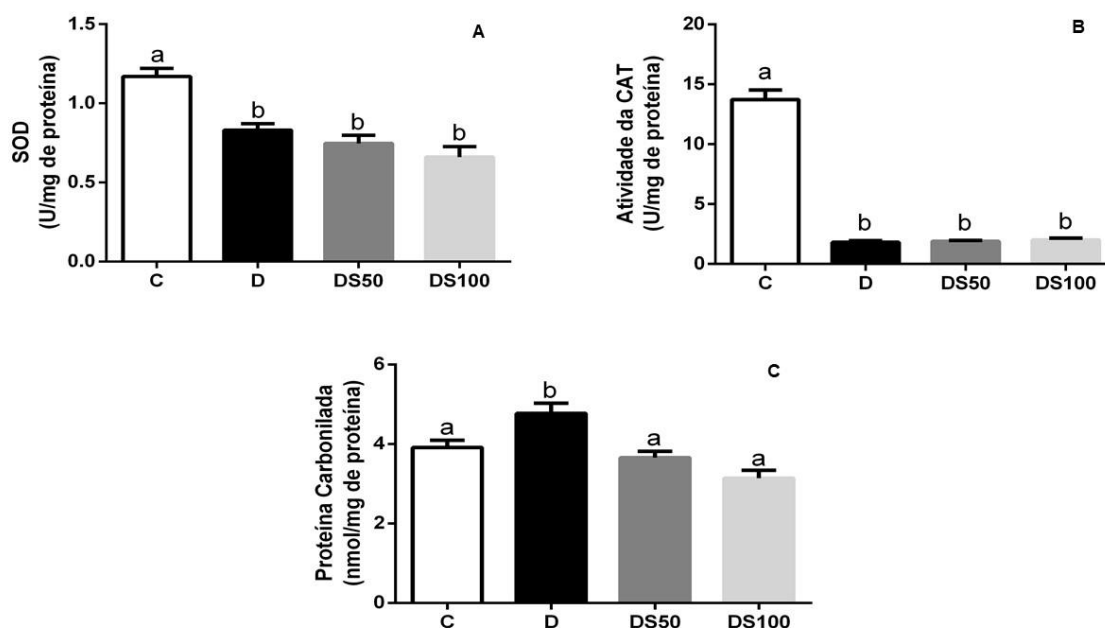 A
SOD
(U/mg de proteína)
1.5
1.0
0.5
0.0
a
b
b
b
C
D
DS50
DS100
B
Atividade da CAT
(U/mg de proteína)
20
15
10
5
0
a
b
b
b
C
D
DS50
DS100
C
Proteína Carbonilada
(nmol/mg de proteína)
6
4
2
0
a
b
a
a
C
D
DS50
DS100